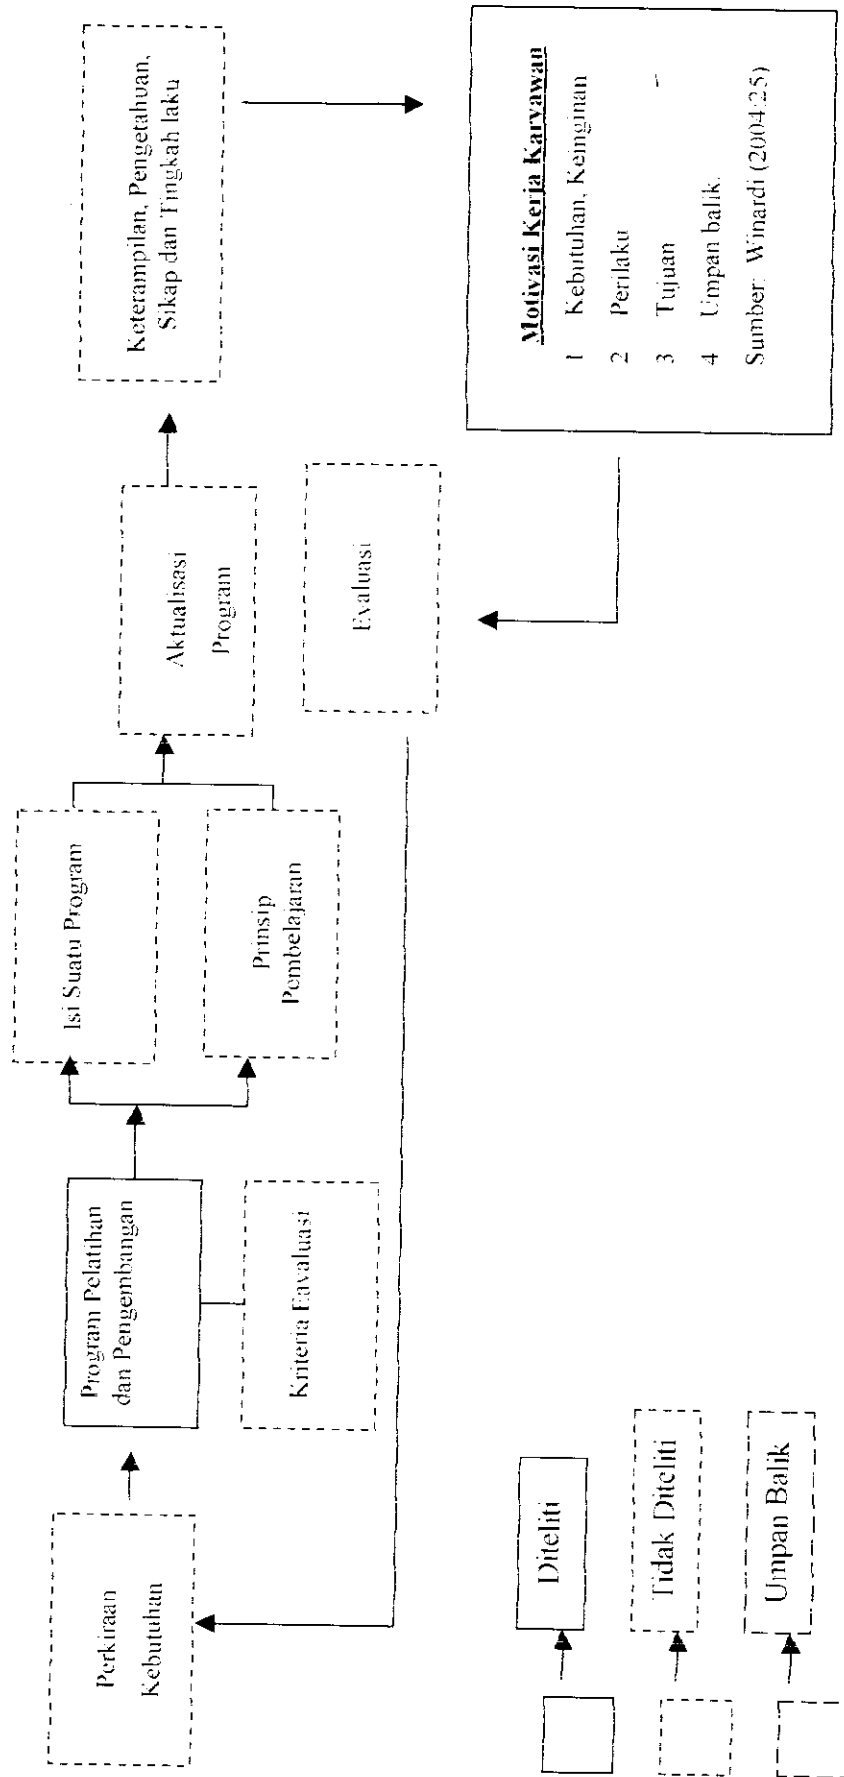 Perkiraan
Kebutuhan
Program Pelatihan
dan Pengembangan
Kriteria Eavaluasi
Isi Suatu Program
Prinsip
Pembelajaran
Aktualisasi
Program
Keterampilan, Pengetahuan,
Sikap dan Tingkah laku
Evaluasi
Motivasi Kerja Karyawan
1 Kebutuhan, Keinginan
2 Perilaku
3 Tujuan
4 Umpan balik.
Sumber: Winardi (2004:25)
Diteliti
Tidak Diteliti
Umpan Balik